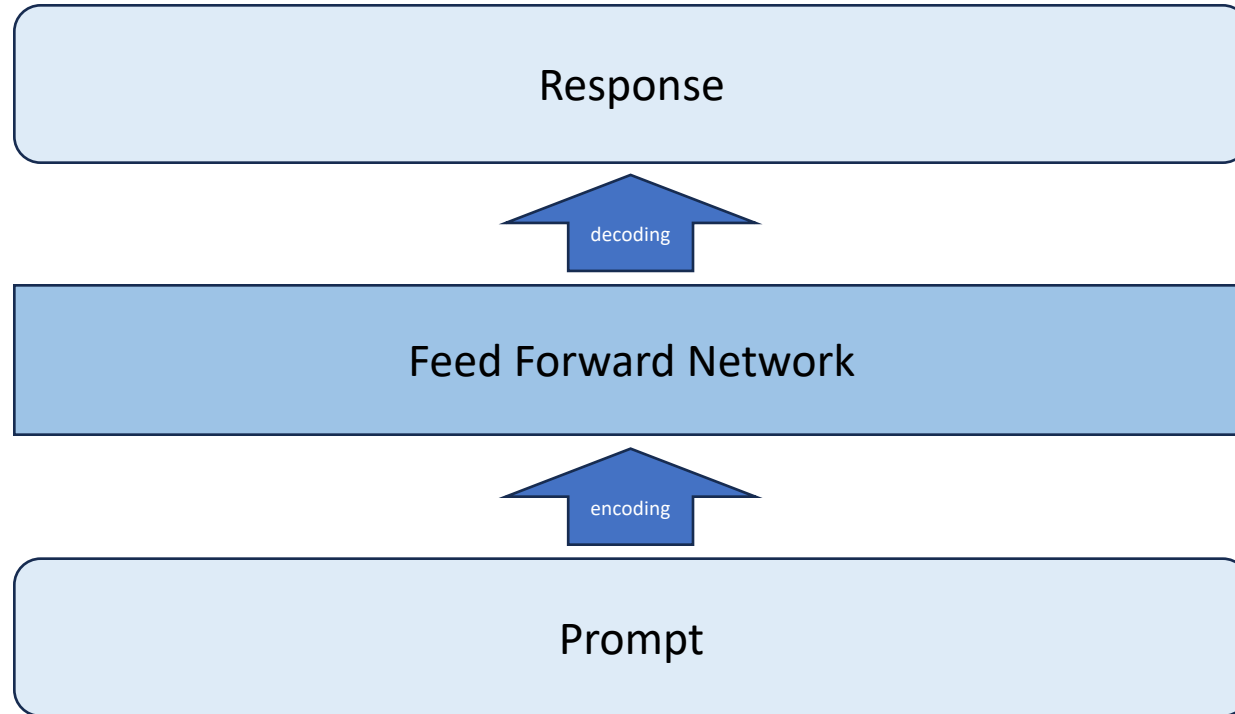 Response
decoding
Feed Forward Network
encoding
Prompt